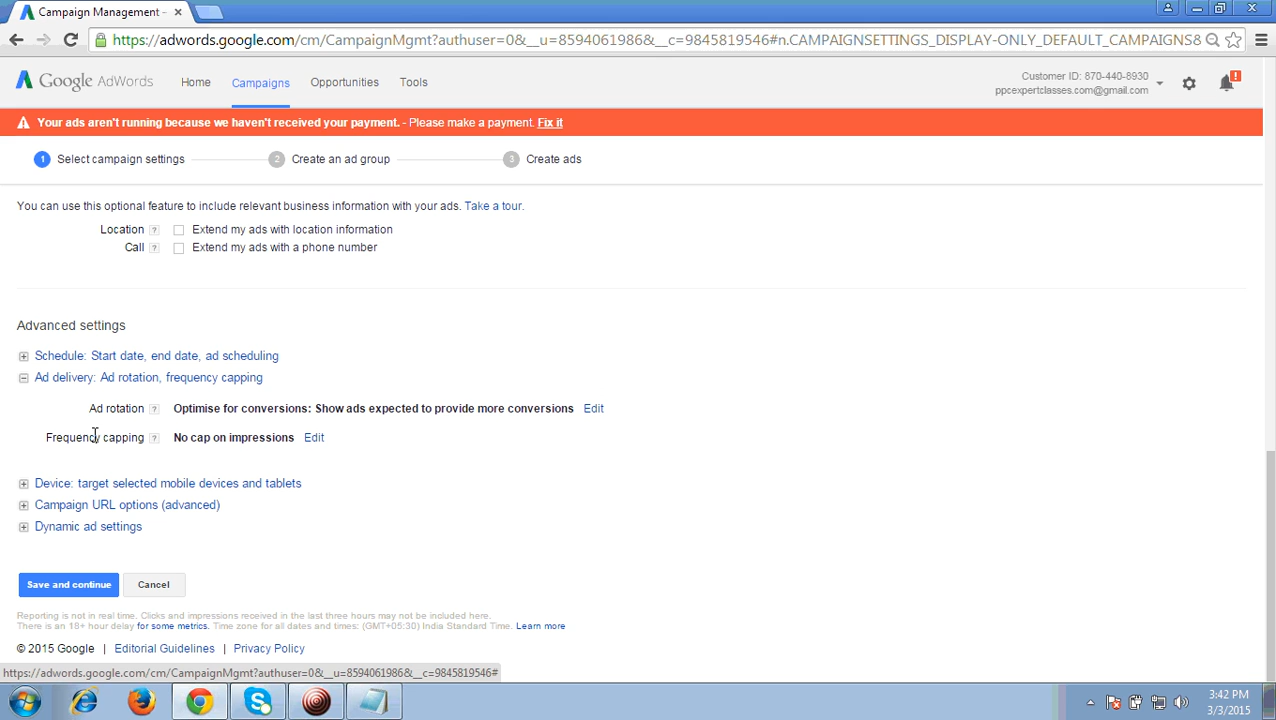 Campaign Management –
https://adwords.google.com/cm/CampaignMgmt?authuser=0&__u=8594061986&__c=9845819546#n.CAMPAIGNSETTINGS_DISPLAY-ONLY_DEFAULT_CAMPAIGNS&
Google AdWords
Home
Campaigns
Opportunities
Tools
Customer ID: 870-440-8930
ppcexpertclasses.com@gmail.com
!
Your ads aren't running because we haven't received your payment. - Please make a payment. Fix it
1 Select campaign settings
2 Create an ad group
3 Create ads
You can use this optional feature to include relevant business information with your ads. Take a tour.
Location ? Extend my ads with location information
Call ? Extend my ads with a phone number
Advanced settings
Schedule: Start date, end date, ad scheduling
Ad delivery: Ad rotation, frequency capping
Ad rotation ? Optimise for conversions: Show ads expected to provide more conversions Edit
Frequency capping ? No cap on impressions Edit
Device: target selected mobile devices and tablets
Campaign URL options (advanced)
Dynamic ad settings
Save and continue
Cancel
Reporting is not in real time. Clicks and impressions received in the last three hours may not be included here.
There is an 18+ hour delay for some metrics. Time zone for all dates and times: (GMT+05:30) India Standard Time. Learn more
© 2015 Google | Editorial Guidelines | Privacy Policy
https://adwords.google.com/cm/CampaignMgmt?authuser=0&__u=8594061986&__c=9845819546#
3:42 PM
3/3/2015